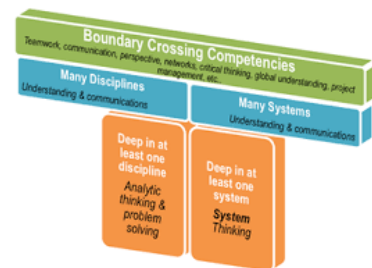 Boundary Crossing Competencies
Teamwork, communication, perspective, networks, critical thinking, global understanding, project
management, etc..
Many Disciplines
Understanding & communications
Many Systems
Understanding & communications
Deep in at
least one
discipline
Analytic
thinking &
problem
solving
Deep in at
least one
system
System
Thinking